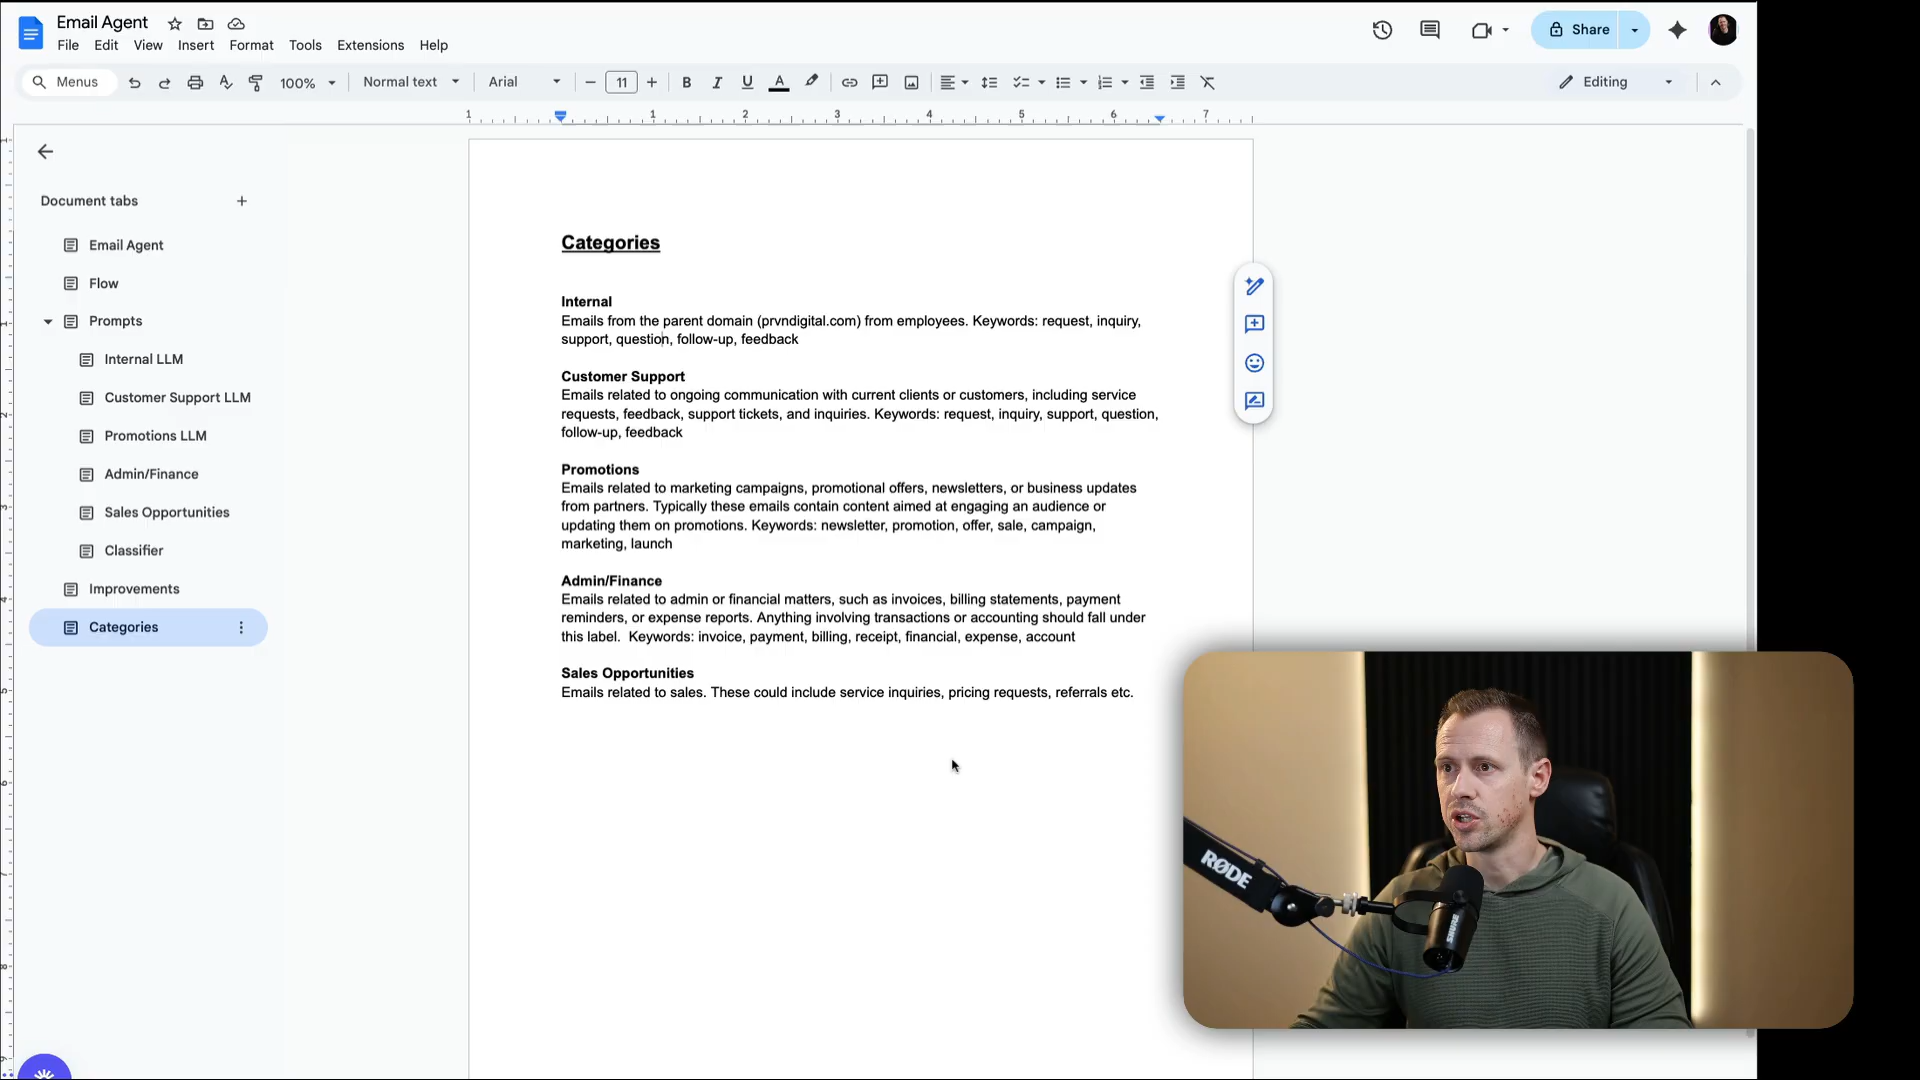 Email Agent
File Edit View Insert Format Tools Extensions Help
Share
Menus
100%
Normal text
Arial
11
Editing
1 1 2 3 4 5 6 7
Document tabs
Email Agent
Flow
Prompts
Internal LLM
Customer Support LLM
Promotions LLM
Admin/Finance
Sales Opportunities
Classifier
Improvements
Categories
Categories
Internal
Emails from the parent domain (prvndigital.com) from employees. Keywords: request, inquiry,
support, question, follow-up, feedback
Customer Support
Emails related to ongoing communication with current clients or customers, including service
requests, feedback, support tickets, and inquiries. Keywords: request, inquiry, support, question,
follow-up, feedback
Promotions
Emails related to marketing campaigns, promotional offers, newsletters, or business updates
from partners. Typically these emails contain content aimed at engaging an audience or
updating them on promotions. Keywords: newsletter, promotion, offer, sale, campaign,
marketing, launch
Admin/Finance
Emails related to admin or financial matters, such as invoices, billing statements, payment
reminders, or expense reports. Anything involving transactions or accounting should fall under
this label.  Keywords: invoice, payment, billing, receipt, financial, expense, account
Sales Opportunities
Emails related to sales. These could include service inquiries, pricing requests, referrals etc.
RØDE
SHURE